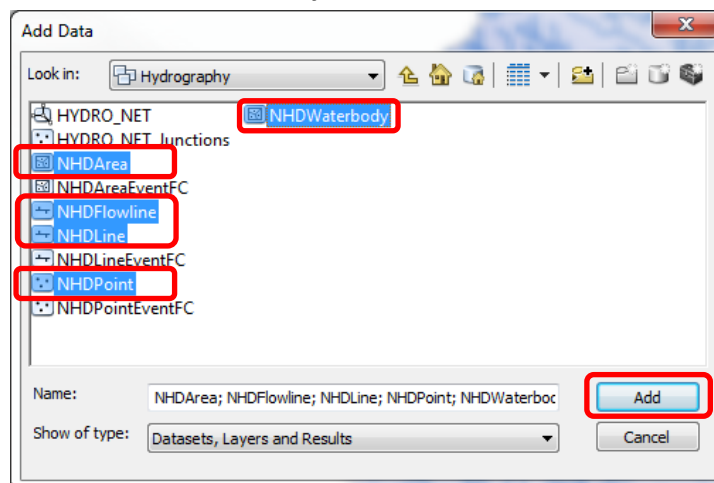 Add Data
Look in: Hydrography
HYDRO_NET
HYDRO_NET_Junctions
NHDArea
NHDAreaEventFC
NHDFlowline
NHDLine
NHDLineEventFC
NHDPoint
NHDPointEventFC
NHDWaterbody
Name: NHDArea; NHDFlowline; NHDLine; NHDPoint; NHDWaterboc
Add
Show of type: Datasets, Layers and Results
Cancel